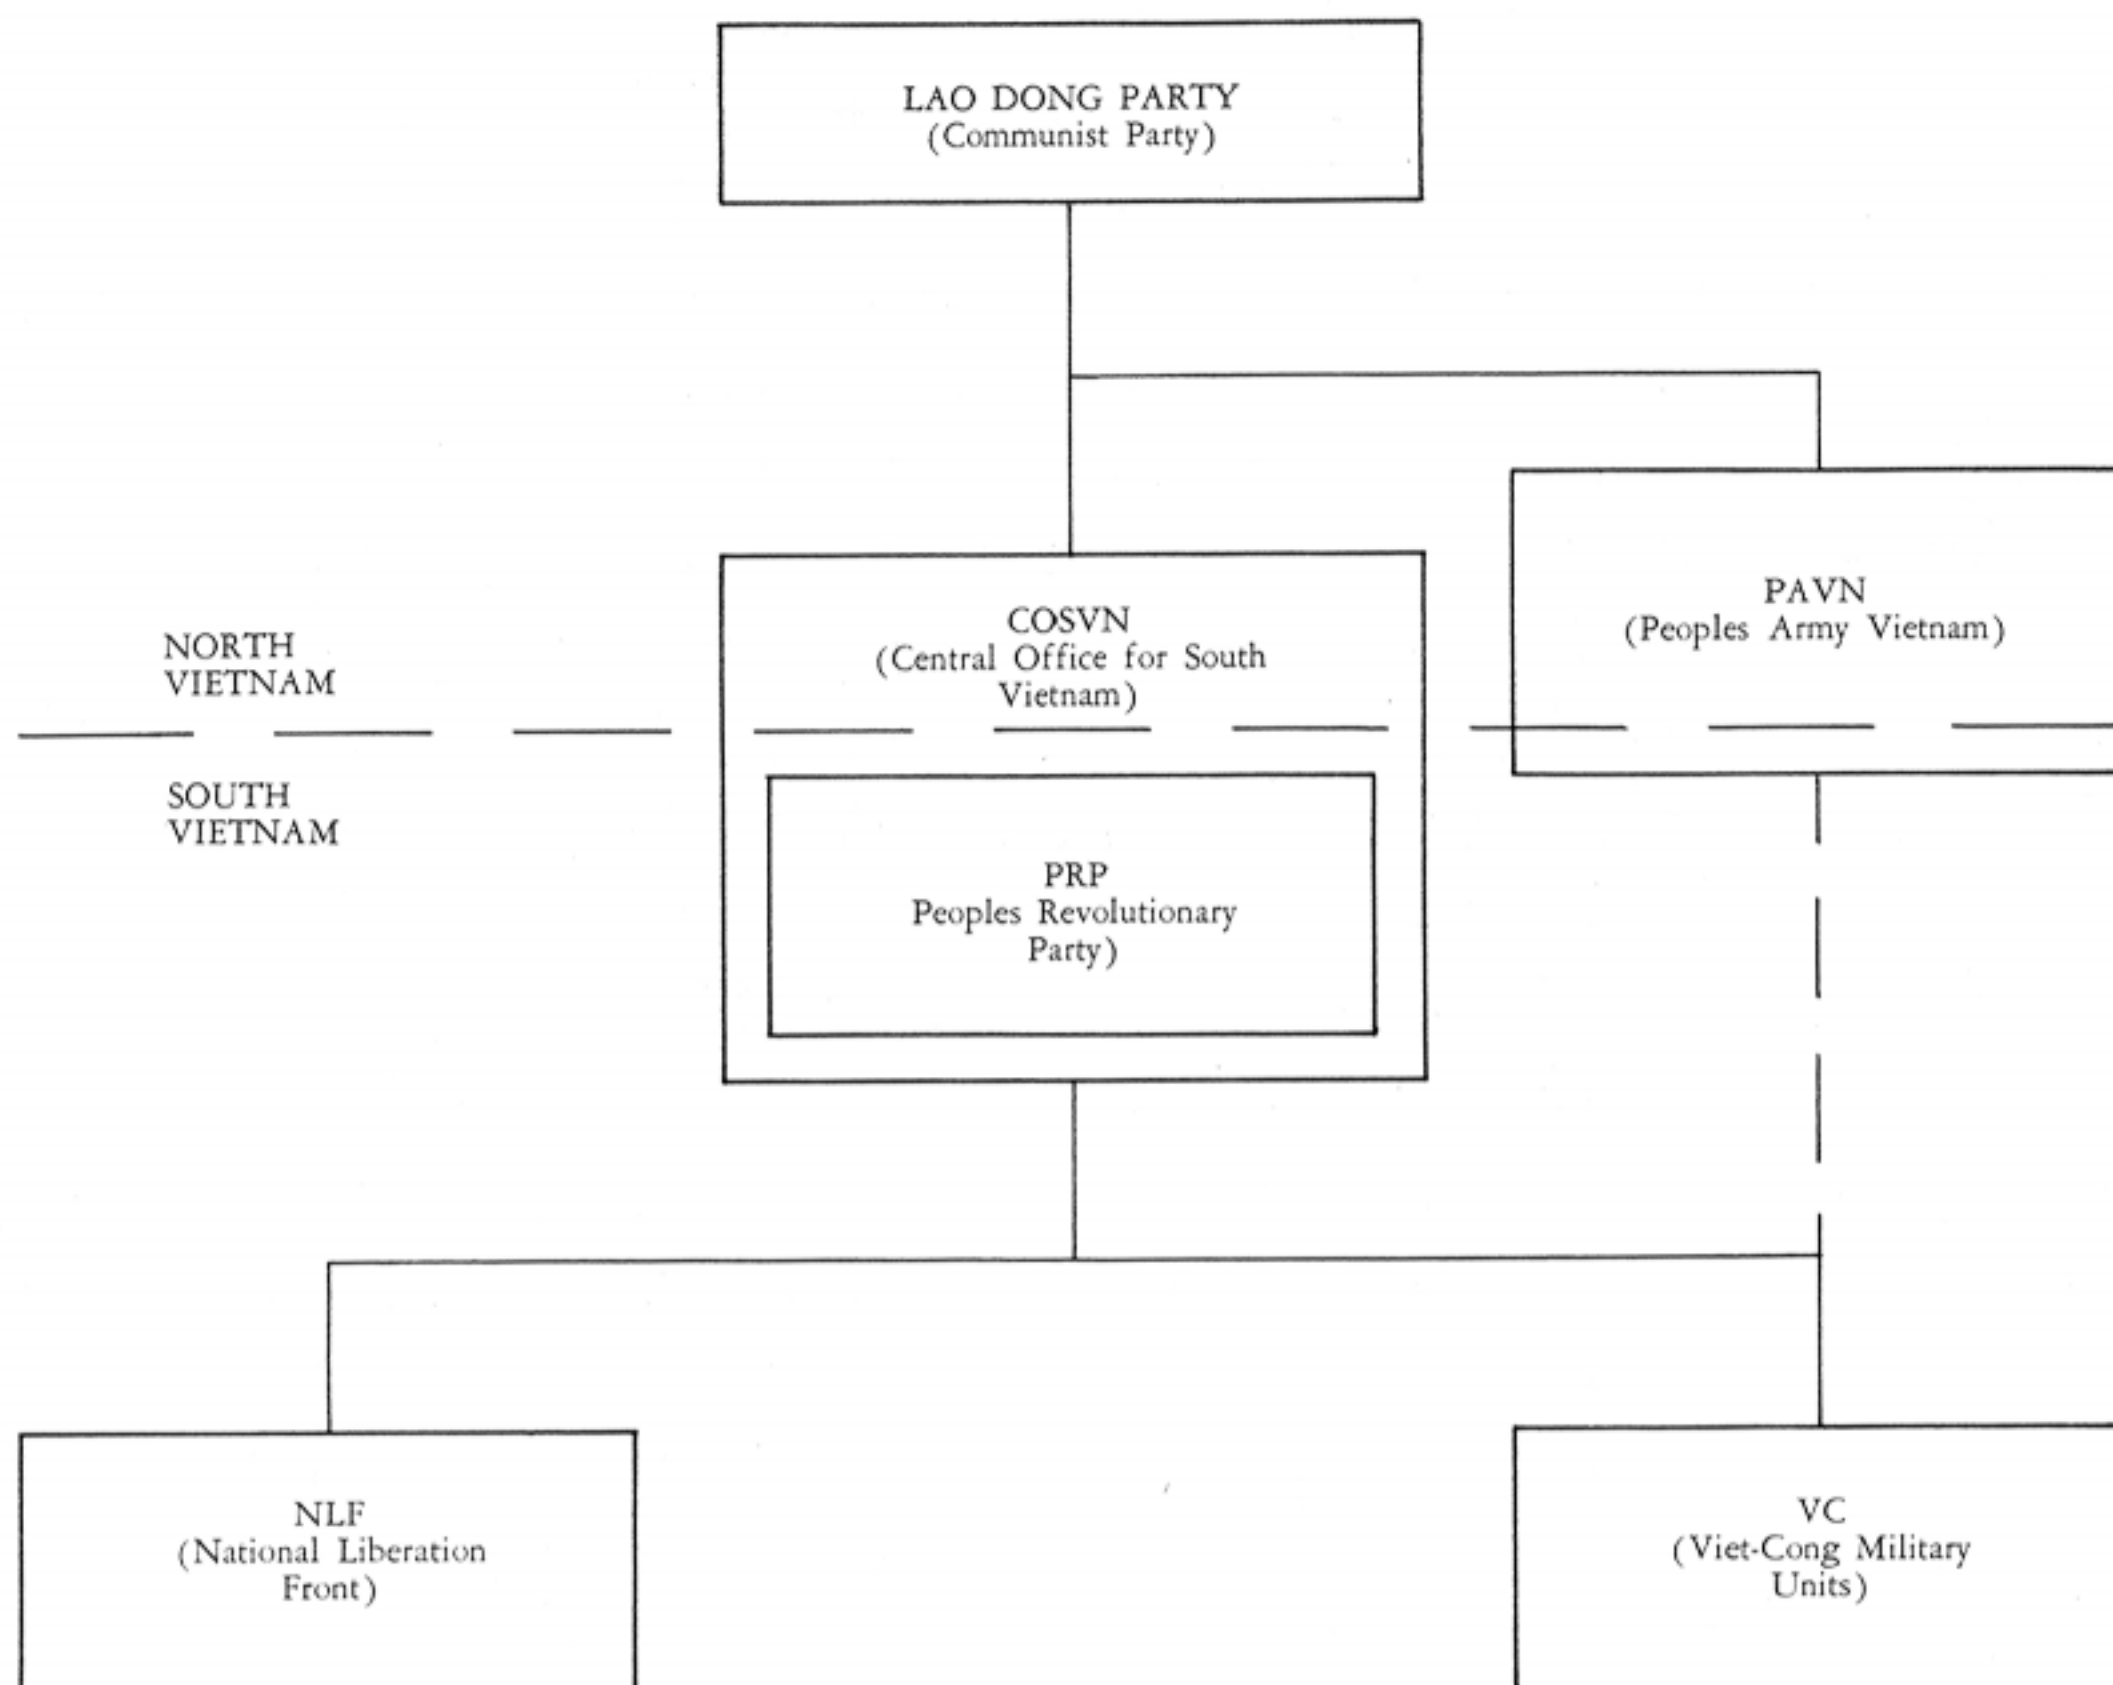 LAO DONG PARTY
(Communist Party)
PAVN
(Peoples Army Vietnam)
COSVN
(Central Office for South
Vietnam)
NORTH
VIETNAM
SOUTH
VIETNAM
PRP
Peoples Revolutionary
Party)
NLF
(National Liberation
Front)
VC
(Viet-Cong Military
Units)